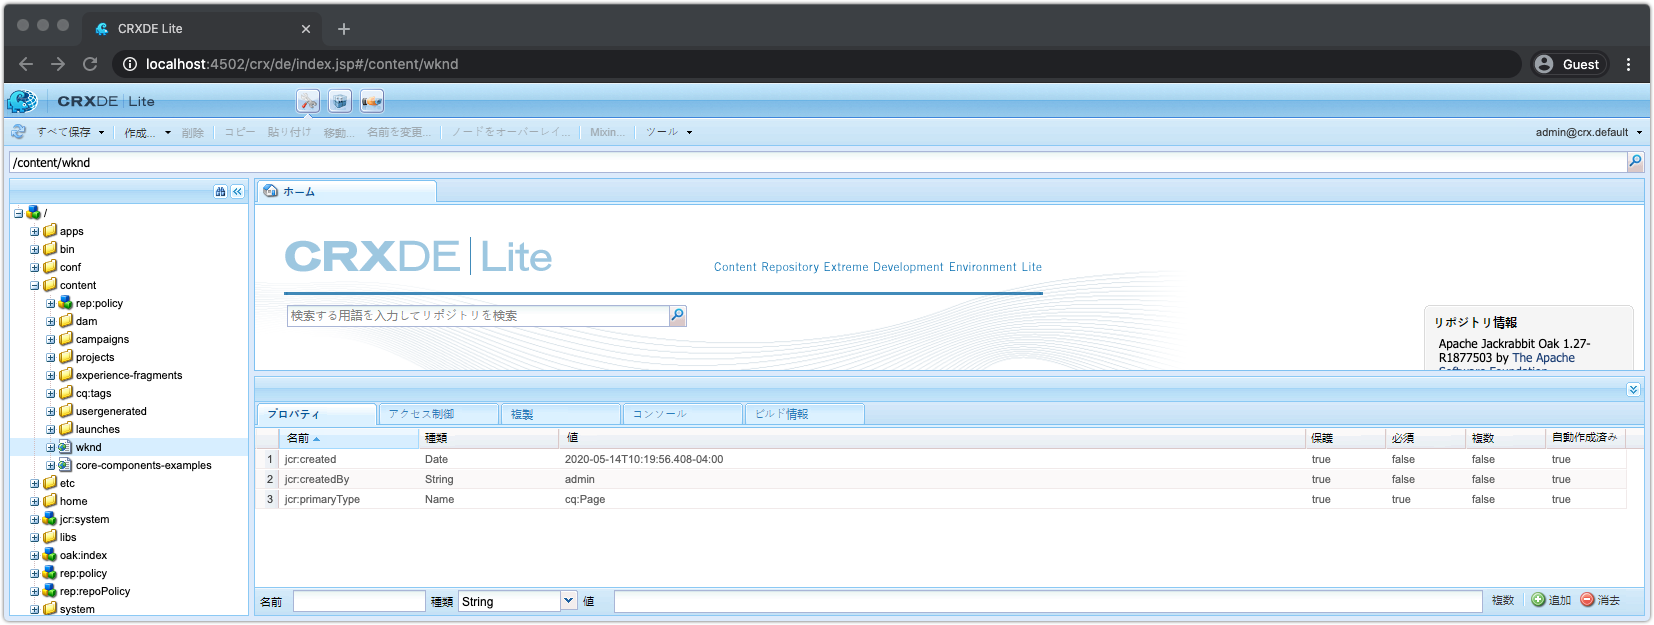 CRXDE Lite
localhost:4502/crx/de/index.jsp#/content/wknd
Guest
CRXDE Lite
すべて保存 作成... 削除 コピー 貼り付け 移動... 名前を変更... ノードをオーバーレイ... Mixin... ツール admin@crx.default
/content/wknd
ホーム
/
apps
bin
conf
content
rep:policy
dam
campaigns
projects
experience-fragments
cq:tags
usergenerated
launches
wknd
core-components-examples
etc
home
jcr:system
libs
oak:index
rep:policy
rep:repoPolicy
system
CRXDE Lite
Content Repository Extreme Development Environment Lite
検索する用語を入力してリポジトリを検索
リポジトリ情報
Apache Jackrabbit Oak 1.27-
R1877503 by The Apache
Software Foundation
プロパティ アクセス制御 複製 コンソール ビルド情報
名前 種類 値 保護 必須 複数 自動作成済み
1 jcr:created Date 2020-05-14T10:19:56.408-04:00 true false false true
2 jcr:createdBy String admin true false false true
3 jcr:primaryType Name cq:Page true true false true
名前 種類 String 値 複数 追加 消去